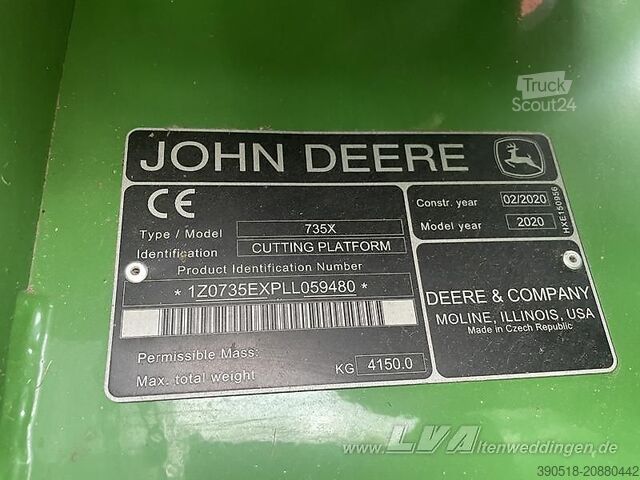 Truck
Scout24
JOHN DEERE
CE
Type / Model 735X
Identification CUTTING PLATFORM
Product Identification Number
* 1Z0735EXPLL059480 *
Permissible Mass:
Max. total weight KG 4150.0
Constr. year 02/2020
Model year 2020
HXE160956
DEERE & COMPANY
MOLINE, ILLINOIS, USA
Made in Czech Republic
www.LVAltenweddingen.de
390518-20880442